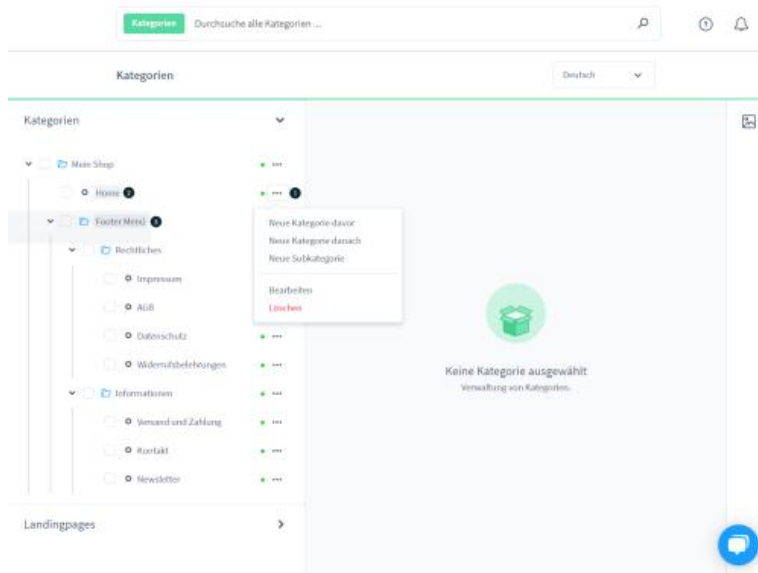 Kategorien Durchsuche alle Kategorien ...
Kategorien Deutsch
Kategorien
Mein Shop
Home
Footer Menü
Neue Kategorie davor
Neue Kategorie danach
Neue Subkategorie
Bearbeiten
Löschen
Rechtliches
Impressum
AGB
Datenschutz
Widerrufsbelehrungen
Informationen
Versand und Zahlung
Kontakt
Newsletter
Keine Kategorie ausgewählt
Verwaltung von Kategorien.
Landingpages